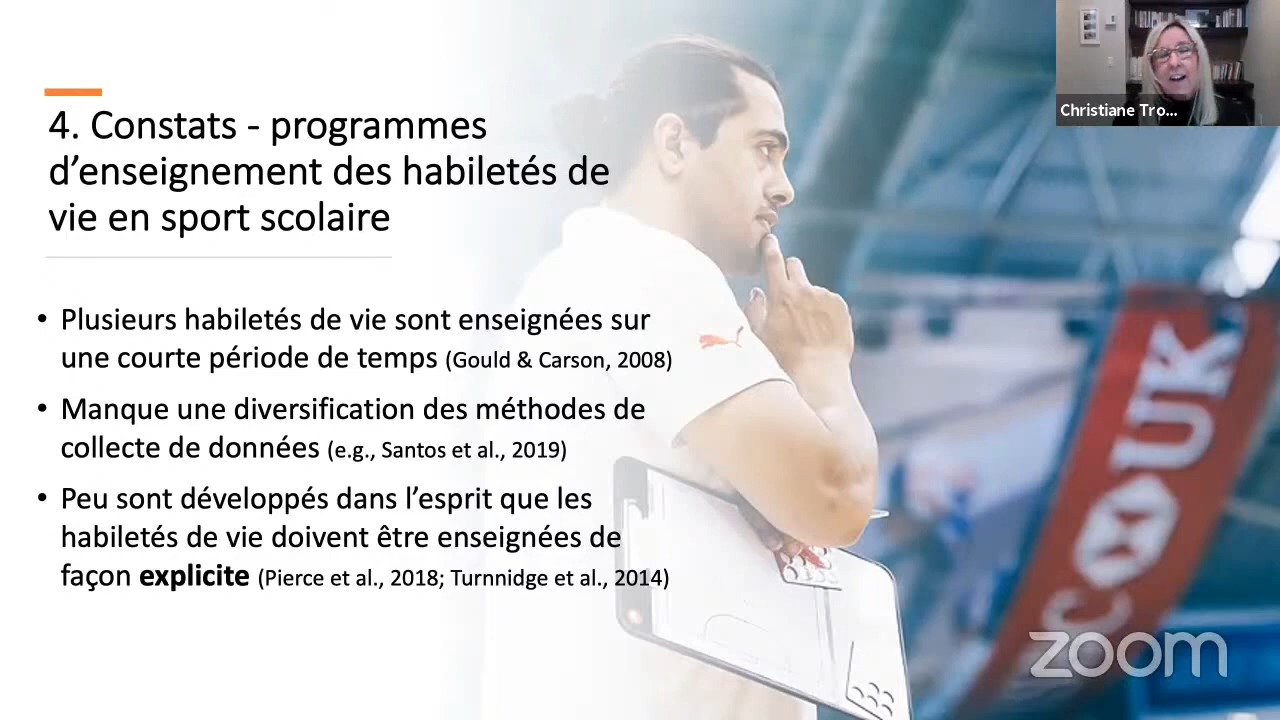 Christiane Tro...
4. Constats - programmes
d’enseignement des habiletés de
vie en sport scolaire
• Plusieurs habiletés de vie sont enseignées sur
une courte période de temps (Gould & Carson, 2008)
• Manque une diversification des méthodes de
collecte de données (e.g., Santos et al., 2019)
• Peu sont développés dans l’esprit que les
habiletés de vie doivent être enseignées de
façon explicite (Pierce et al., 2018; Turnnidge et al., 2014)
UK
zoom